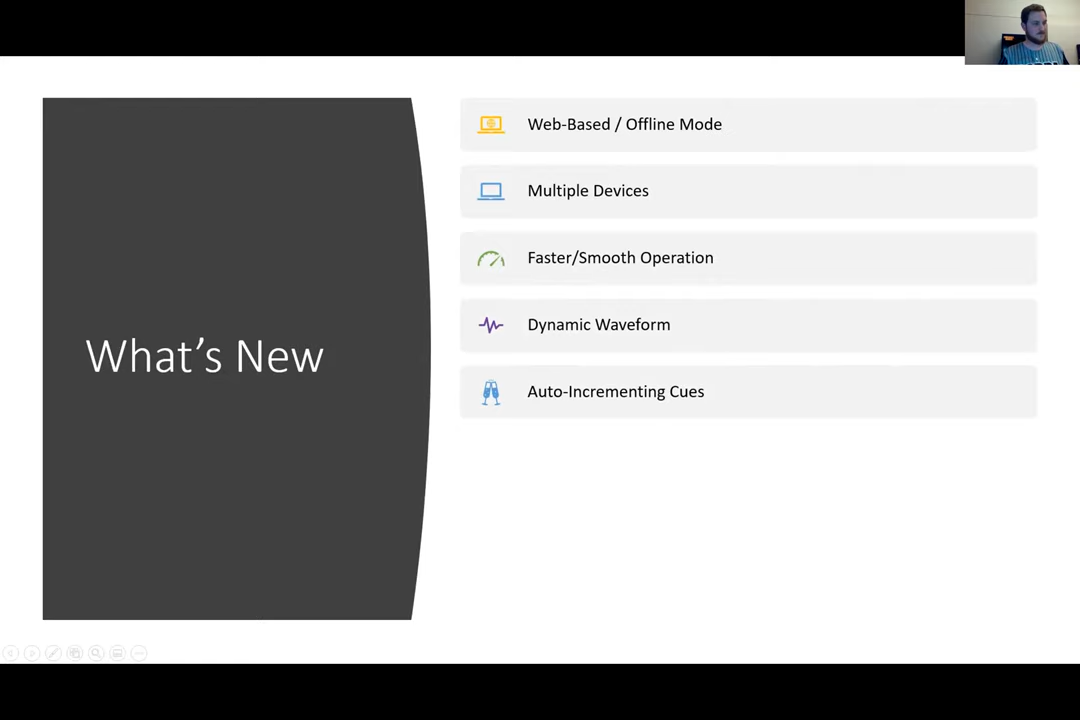 What's New
Web-Based / Offline Mode
Multiple Devices
Faster/Smooth Operation
Dynamic Waveform
Auto-Incrementing Cues